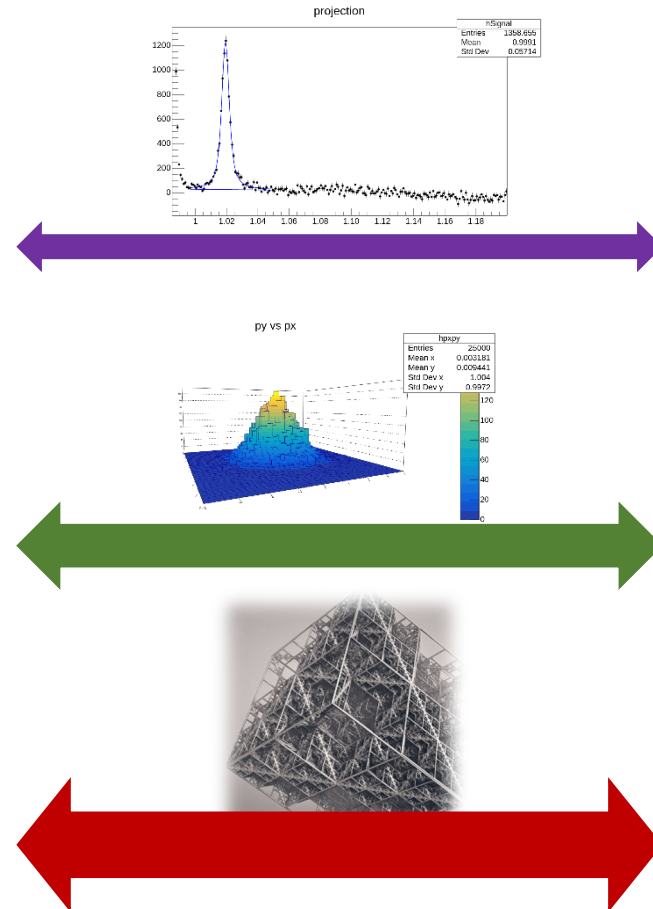 projection
hSignal
Entries 1358.655
Mean 0.9991
Std Dev 0.05714
1200
1000
800
600
400
200
0
1 1.02 1.04 1.06 1.08 1.10 1.12 1.14 1.16 1.18
py vs px
hpxpy
Entries 25000
Mean x 0.003181
Mean y 0.009441
Std Dev x 1.004
Std Dev y 0.9972
120
100
80
60
40
20
0